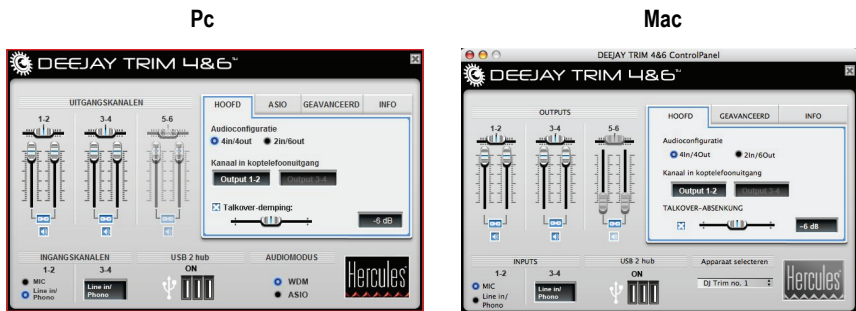 Pc
DEEJAY TRIM 4&6™
UITGANGSKANALEN
1-2 3-4 5-6
HOOFD ASIO GEAVANCEERD INFO
Audioconfiguratie
4in/4out 2in/6out
Kanaal in koptelefoonuitgang
Output 1-2 Output 3-4
Talkover-demping:
-6 dB
INGANGSKANALEN
1-2 3-4
MIC
Line in/
Phono
Line in/
Phono
USB 2 hub
ON
AUDIOMODUS
WDM
ASIO
Hercules
Mac
DEEJAY TRIM 4&6 ControlPanel
DEEJAY TRIM 4&6™
OUTPUTS
1-2 3-4 5-6
HOOFD GEAVANCEERD INFO
Audioconfiguratie
4In/4Out 2In/6Out
Kanaal in koptelefoonuitgang
Output 1-2 Output 3-4
TALKOVER-ABSENKUNG
-6 dB
INPUTS
1-2 3-4
MIC
Line in/
Phono
Line in/
Phono
USB 2 hub
ON
Apparaat selecteren
DJ Trim no. 1
Hercules